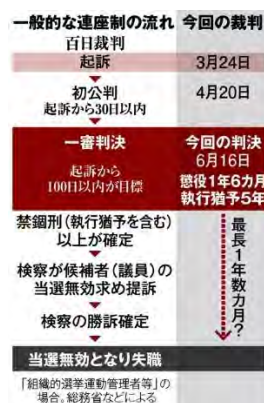 一般的な連座制の流れ 今回の裁判
百日裁判
起訴 3月24日
初公判 4月20日
起訴から30日以内
一審判決 今回の判決
6月16日
起訴から
100日以内が目標
懲役1年6カ月
執行猶予5年
禁錮刑(執行猶予を含む)
以上が確定
検察が候補者(議員)の
当選無効求め提訴
検察の勝訴確定
最長1年数カ月?
当選無効となり失職
「組織的選挙運動管理者等」の
場合。総務省などによる